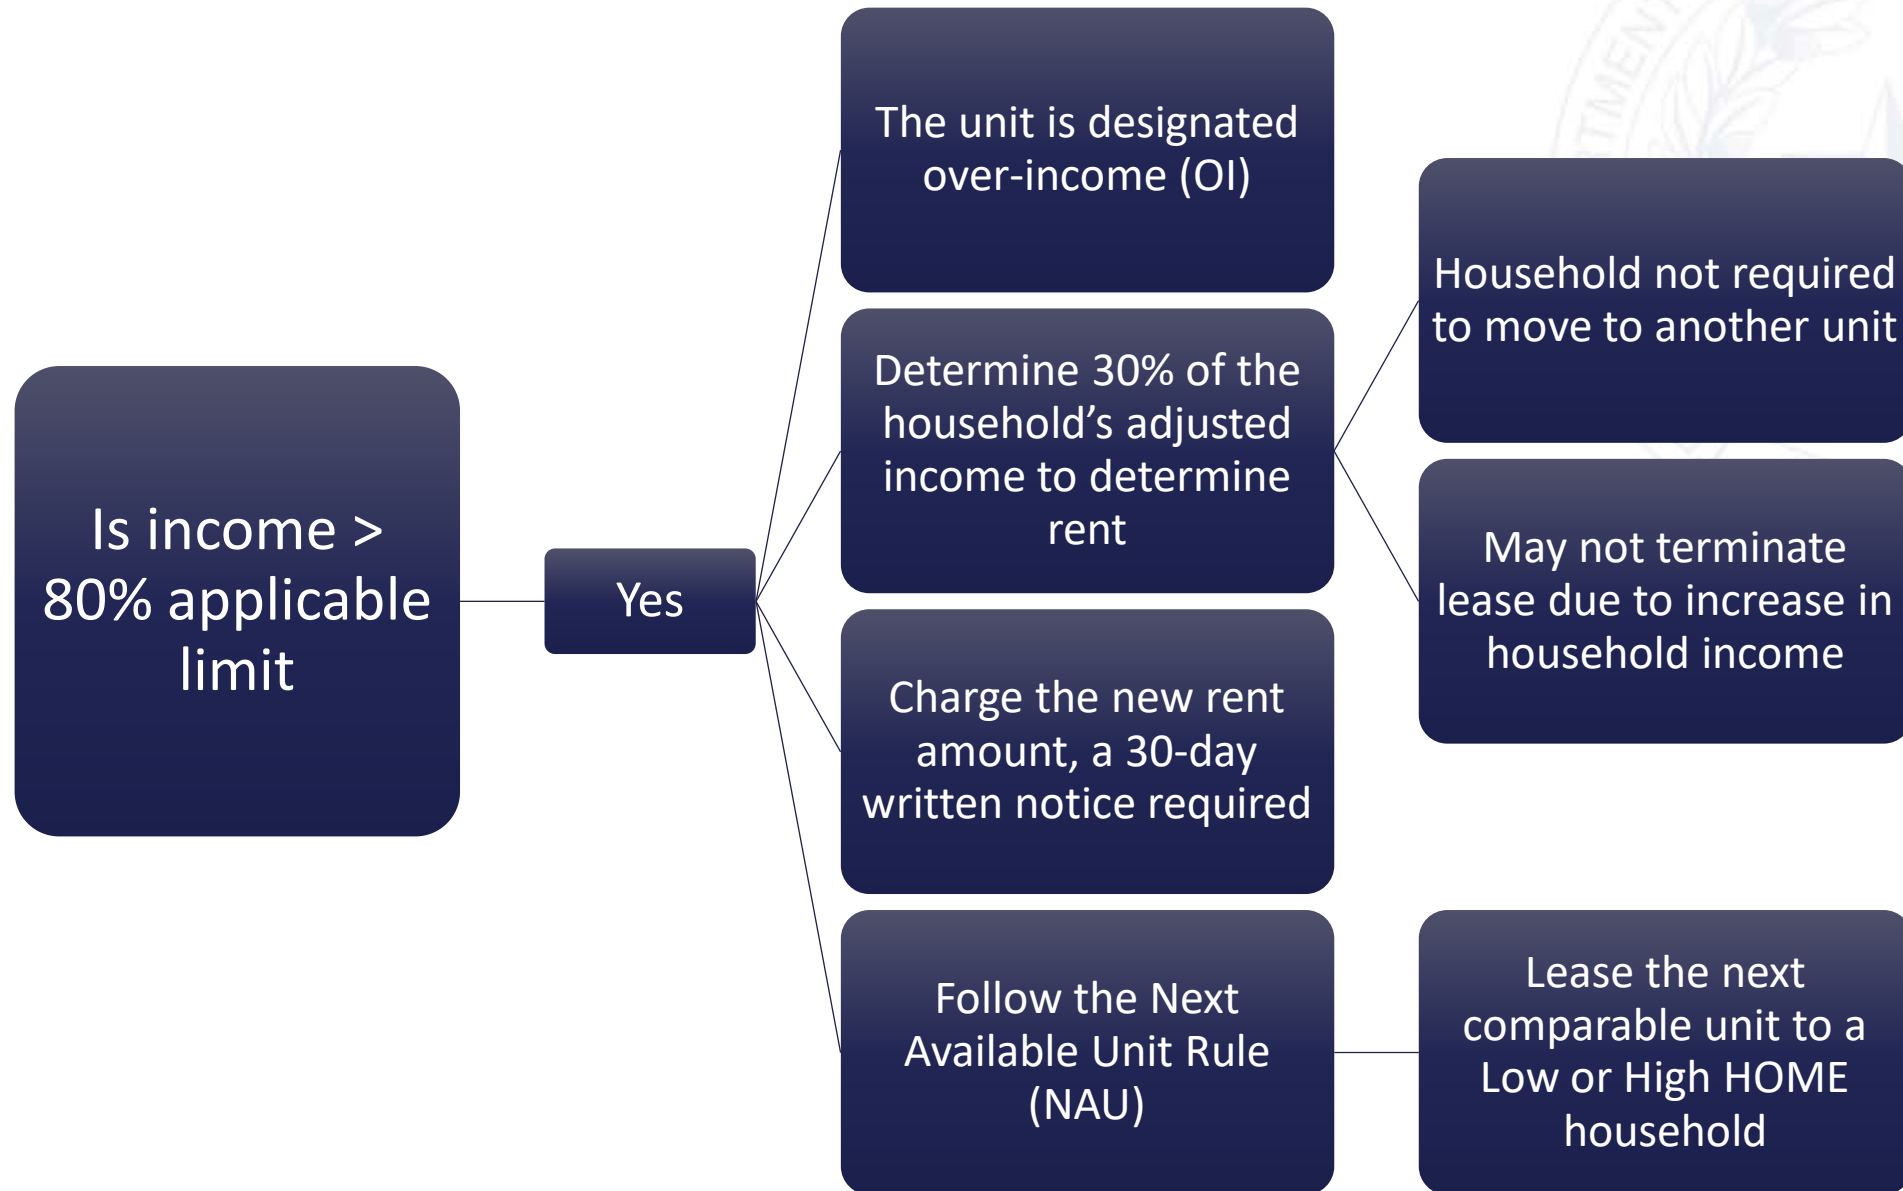 Is income >
80% applicable
limit
Yes
The unit is designated
over-income (OI)
Determine 30% of the
household’s adjusted
income to determine
rent
Charge the new rent
amount, a 30-day
written notice required
Follow the Next
Available Unit Rule
(NAU)
Household not required
to move to another unit
May not terminate
lease due to increase in
household income
Lease the next
comparable unit to a
Low or High HOME
household